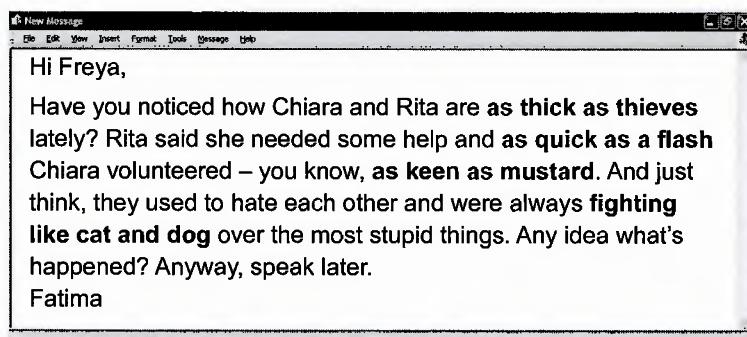 New Message
File Edit View Insert Format Tools Message Help
Hi Freya,
Have you noticed how Chiara and Rita are as thick as thieves
lately? Rita said she needed some help and as quick as a flash
Chiara volunteered – you know, as keen as mustard. And just
think, they used to hate each other and were always fighting
like cat and dog over the most stupid things. Any idea what's
happened? Anyway, speak later.
Fatima